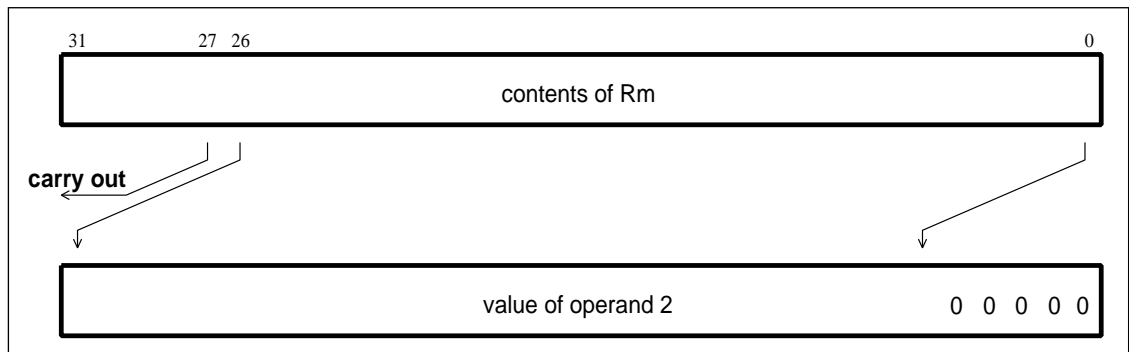 31 27 26 0
contents of Rm
carry out
value of operand 2 0 0 0 0 0